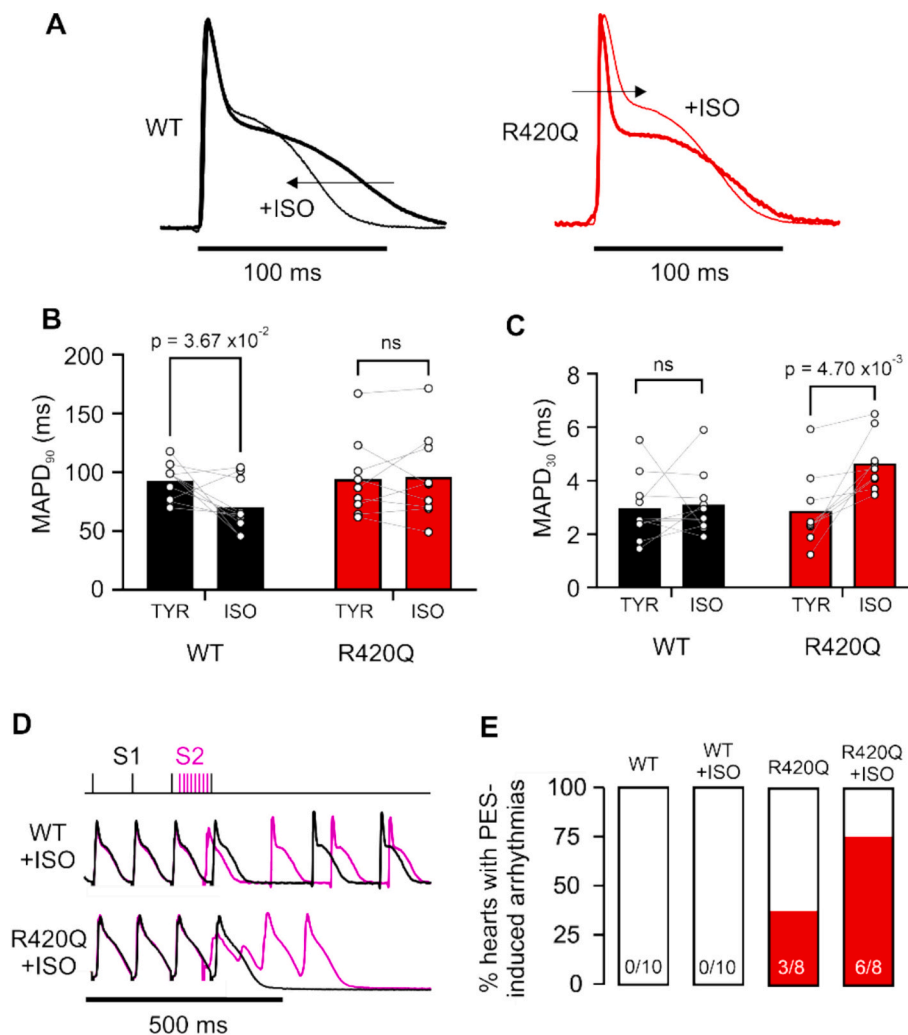 A
WT
+ISO
100 ms
R420Q
+ISO
100 ms
B
p = 3.67 x10⁻²
ns
200
150
100
50
0
MAPD₉₀ (ms)
TYR ISO TYR ISO
WT R420Q
C
ns
p = 4.70 x10⁻³
8
6
4
2
0
MAPD₃₀ (ms)
TYR ISO TYR ISO
WT R420Q
D
S1 S2
WT
+ISO
R420Q
+ISO
500 ms
E
WT
WT
+ISO
R420Q
R420Q
+ISO
100
75
50
25
0
% hearts with PES-
induced arrhythmias
0/10 0/10 3/8 6/8